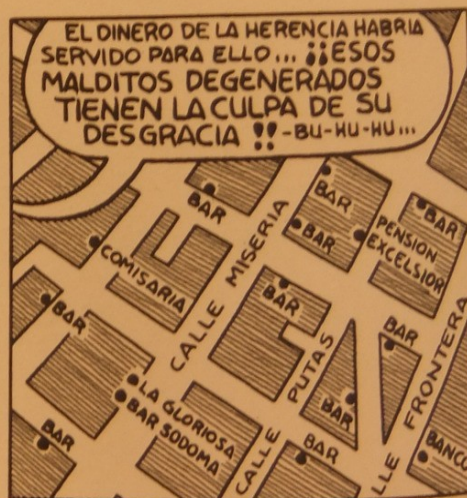 EL DINERO DE LA HERENCIA HABRIA
SERVIDO PARA ELLO... ¡¡ESOS
MALDITOS DEGENERADOS
TIENEN LA CULPA DE SU
DESGRACIA !! -BU-HU-HU...
BAR
BAR
BAR
BAR
PENSION
EXCELSIOR
COMISARIA
CALLE MISERIA
BAR
BAR
BAR
LA GLORIOSA
BAR SODOMA
CALLE PUTAS
BAR
BAR
BAR
LLE FRONTERA
BANC